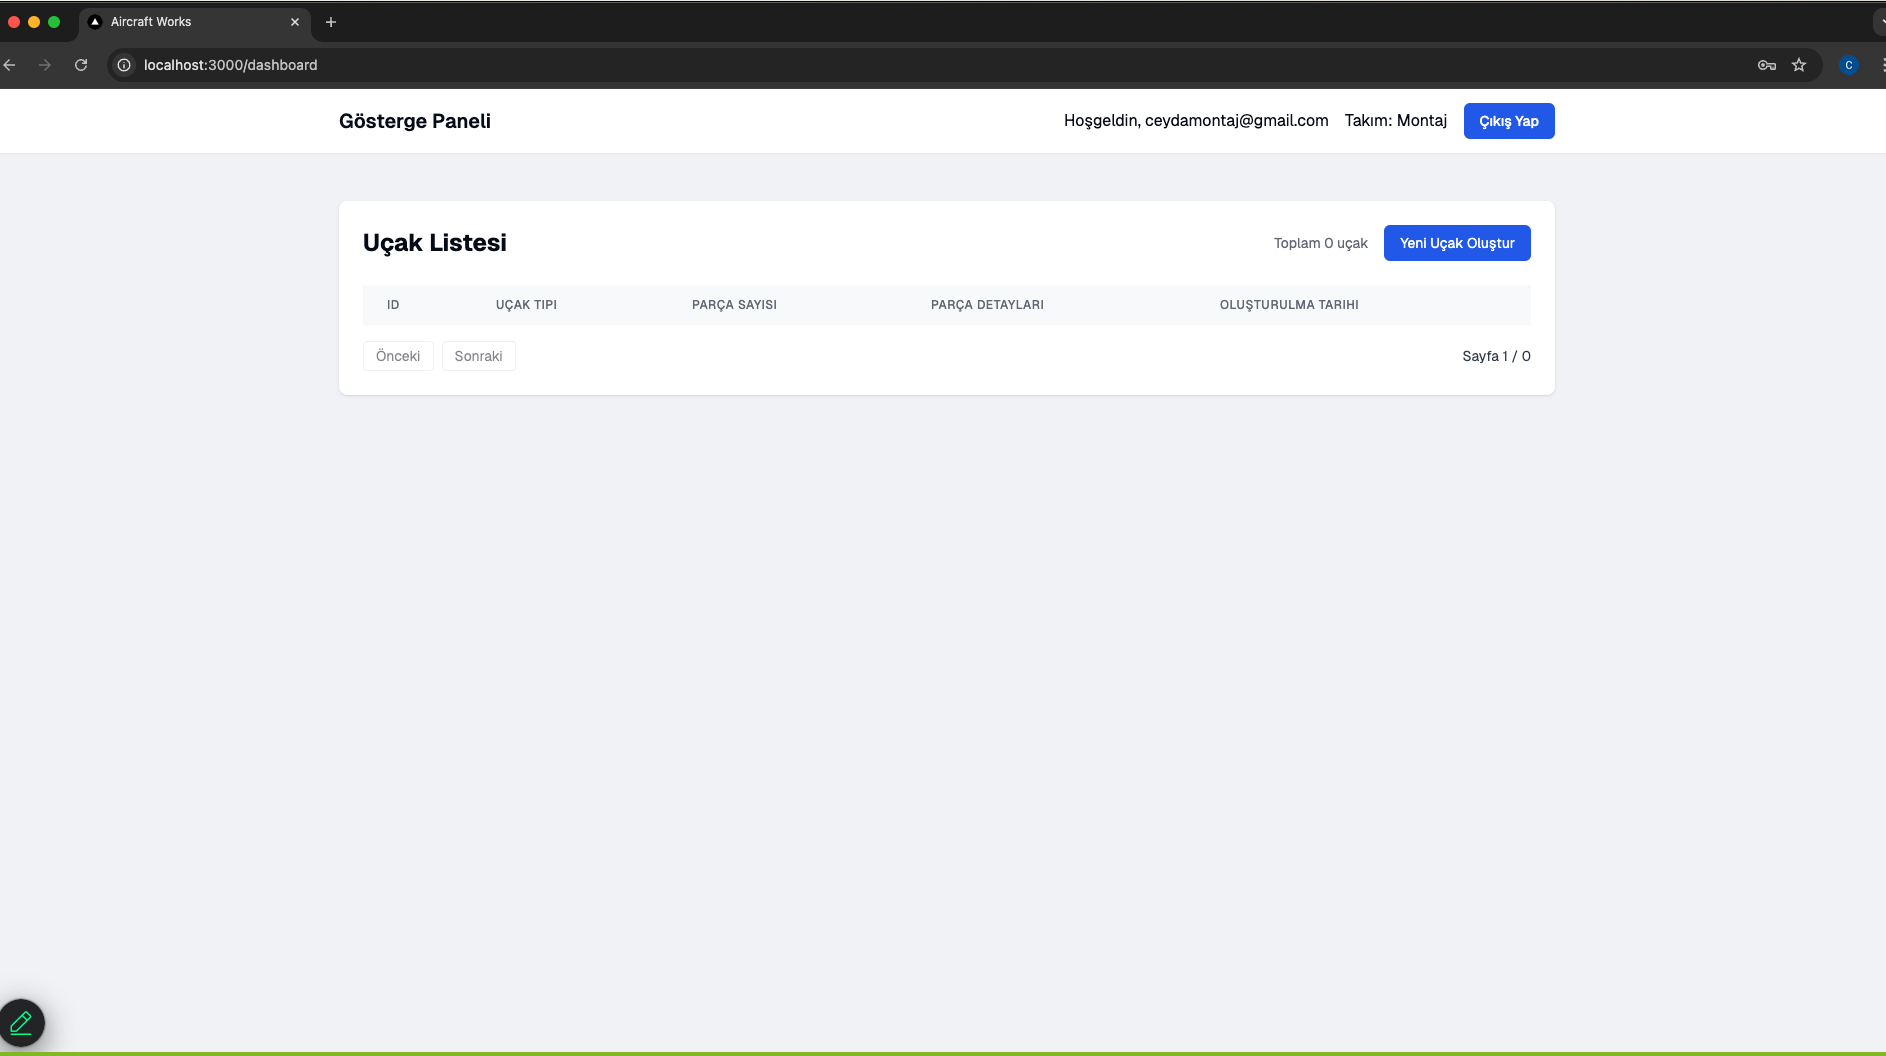 Aircraft Works
localhost:3000/dashboard
C
Gösterge Paneli
Hoşgeldin, ceydamontaj@gmail.com
Takım: Montaj
Çıkış Yap
Uçak Listesi
Toplam 0 uçak
Yeni Uçak Oluştur
ID
UÇAK TIPI
PARÇA SAYISI
PARÇA DETAYLARI
OLUŞTURULMA TARIHI
Önceki
Sonraki
Sayfa 1 / 0